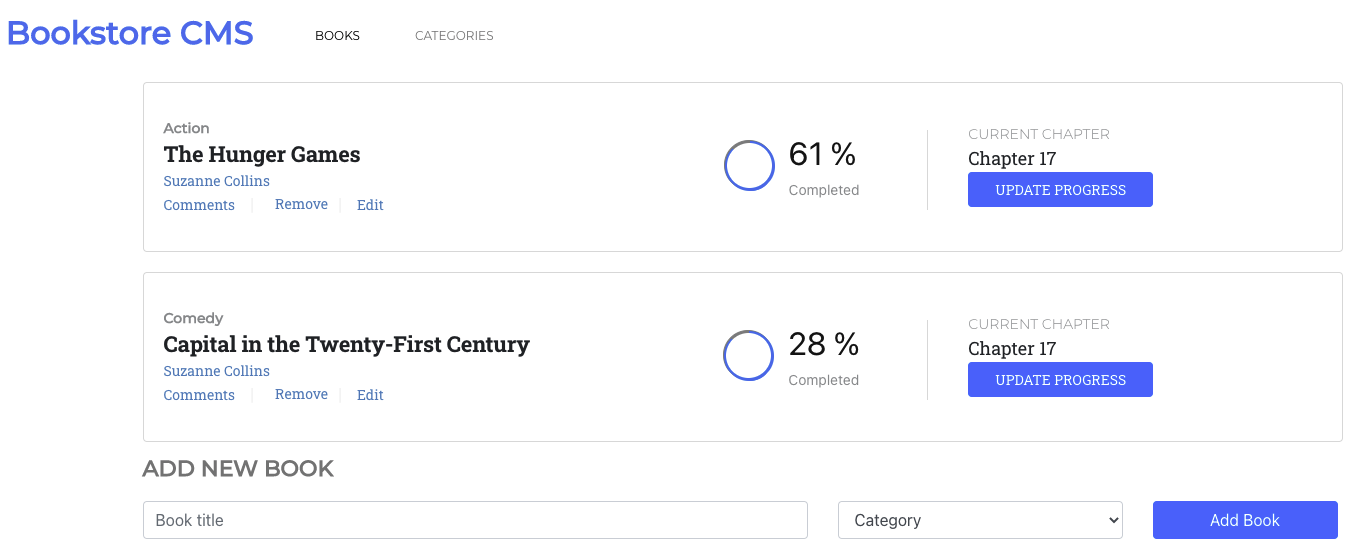 Bookstore CMS BOOKS CATEGORIES
Action
The Hunger Games
Suzanne Collins
Comments Remove Edit
61 %
Completed
CURRENT CHAPTER
Chapter 17
UPDATE PROGRESS
Comedy
Capital in the Twenty-First Century
Suzanne Collins
Comments Remove Edit
28 %
Completed
CURRENT CHAPTER
Chapter 17
UPDATE PROGRESS
ADD NEW BOOK
Book title Category Add Book